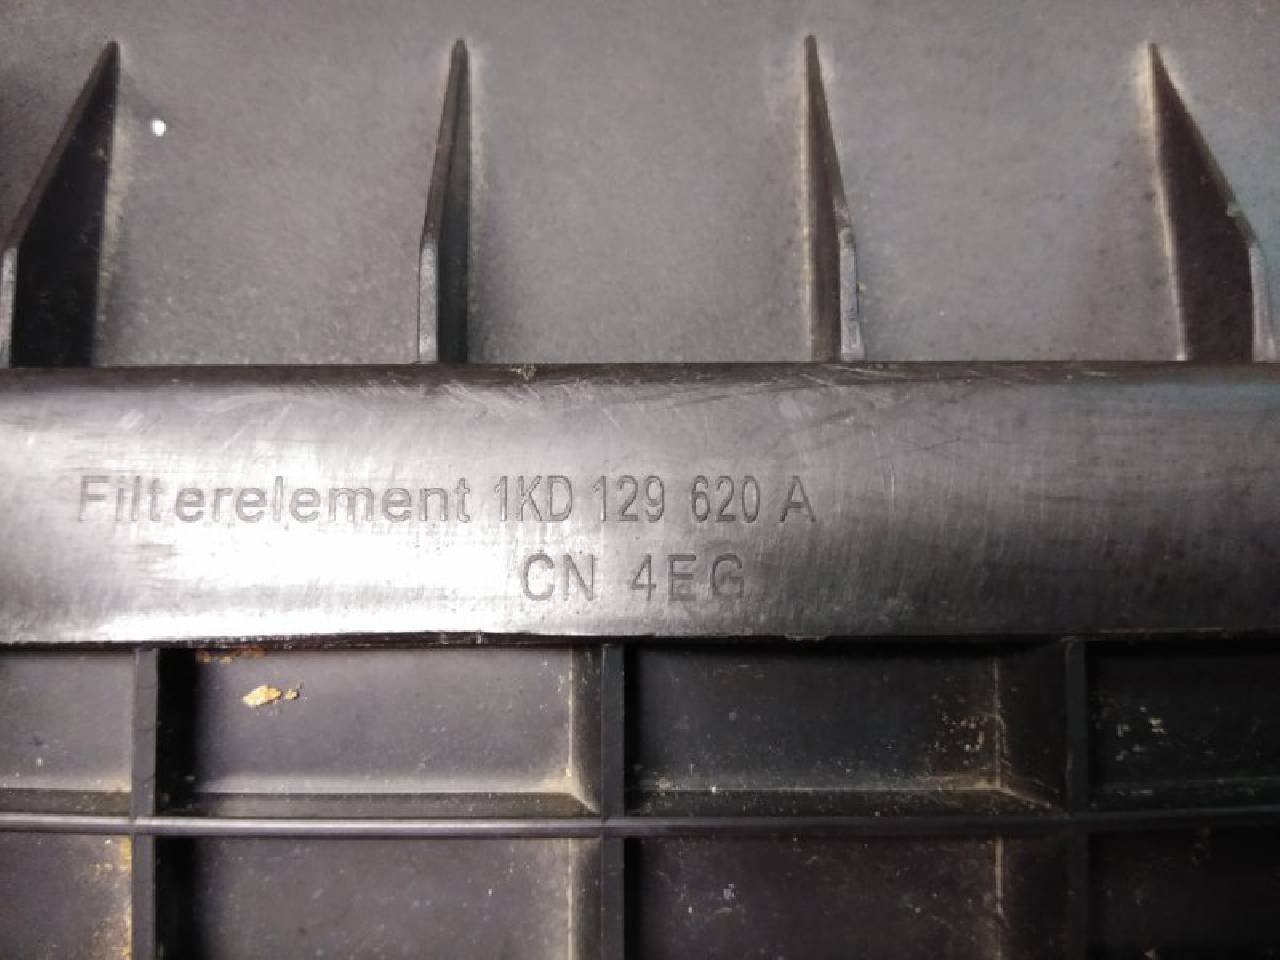 Filterelement 1KD 129 620 A
CN 4EG